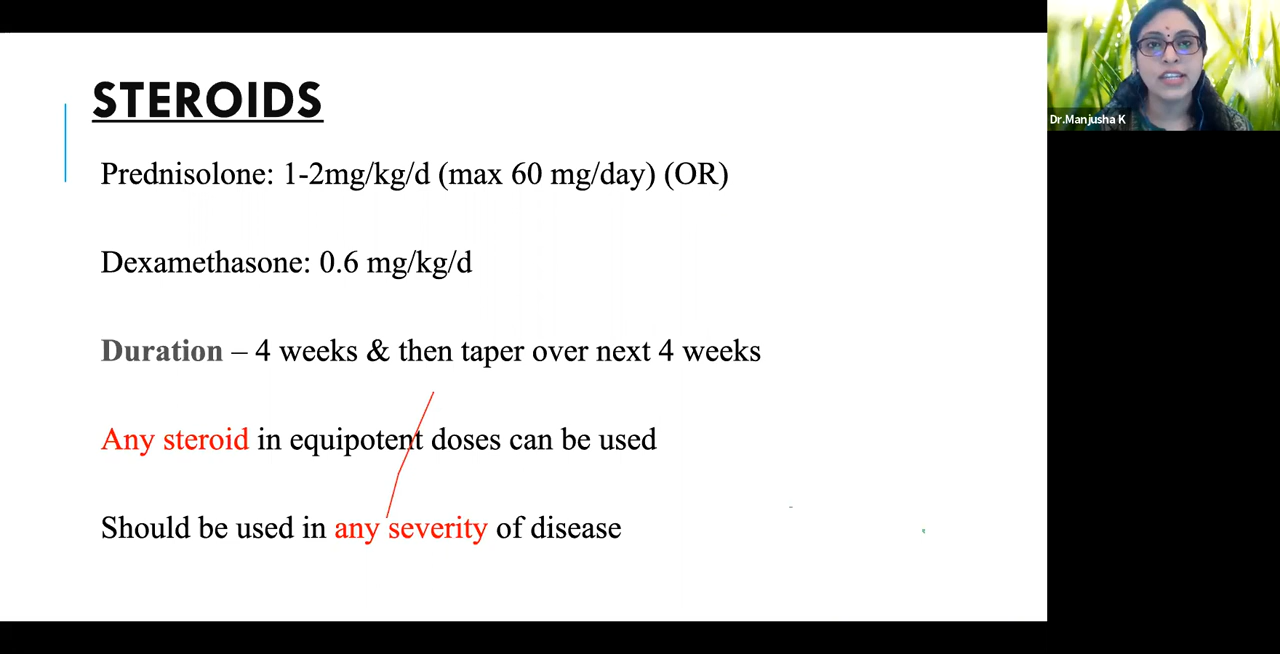 STEROIDS
Prednisolone: 1-2mg/kg/d (max 60 mg/day) (OR)
Dexamethasone: 0.6 mg/kg/d
Duration – 4 weeks & then taper over next 4 weeks
Any steroid in equipotent doses can be used
Should be used in any severity of disease
Dr.Manjusha K